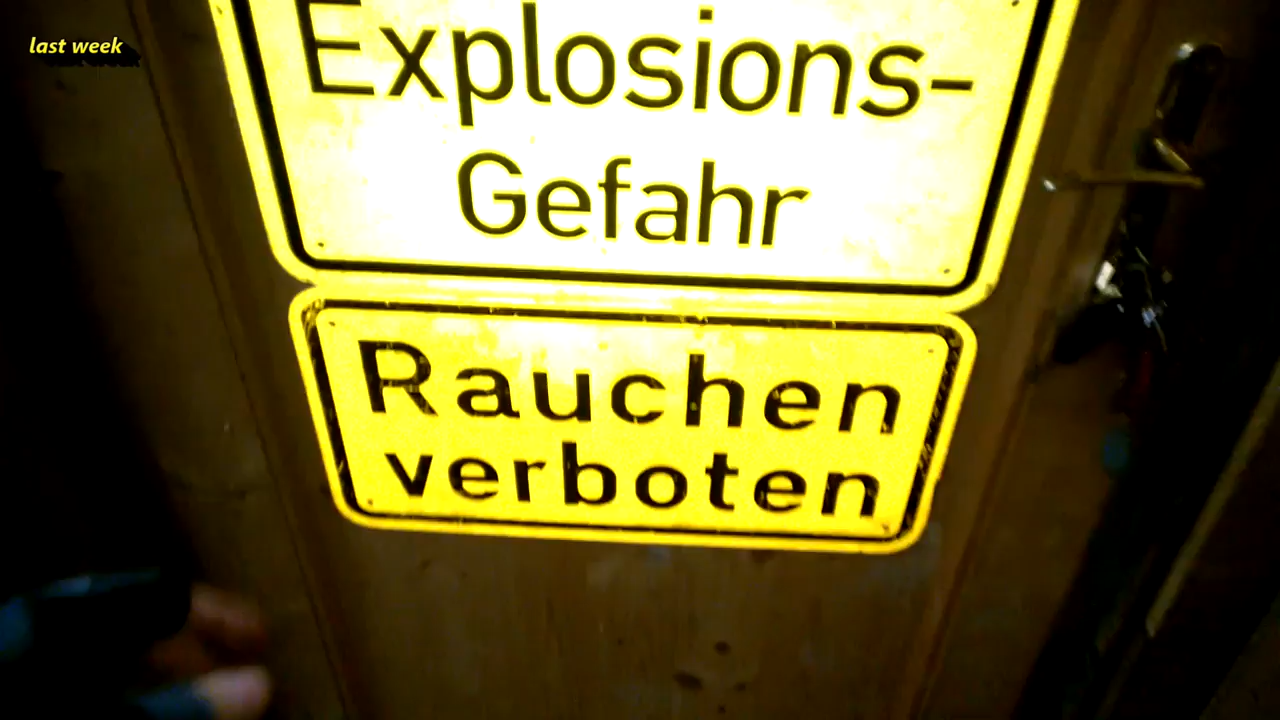 last week
Explosions-
Gefahr
Rauchen
verboten